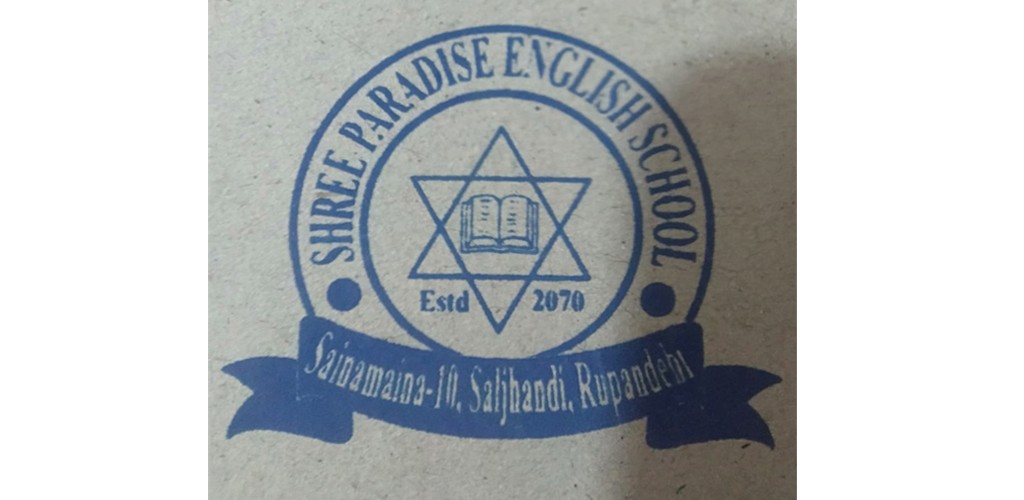 SHREE PARADISE ENGLISH SCHOOL
Estd 2070
Sainamaina-10, Saljhandi, Rupandehi